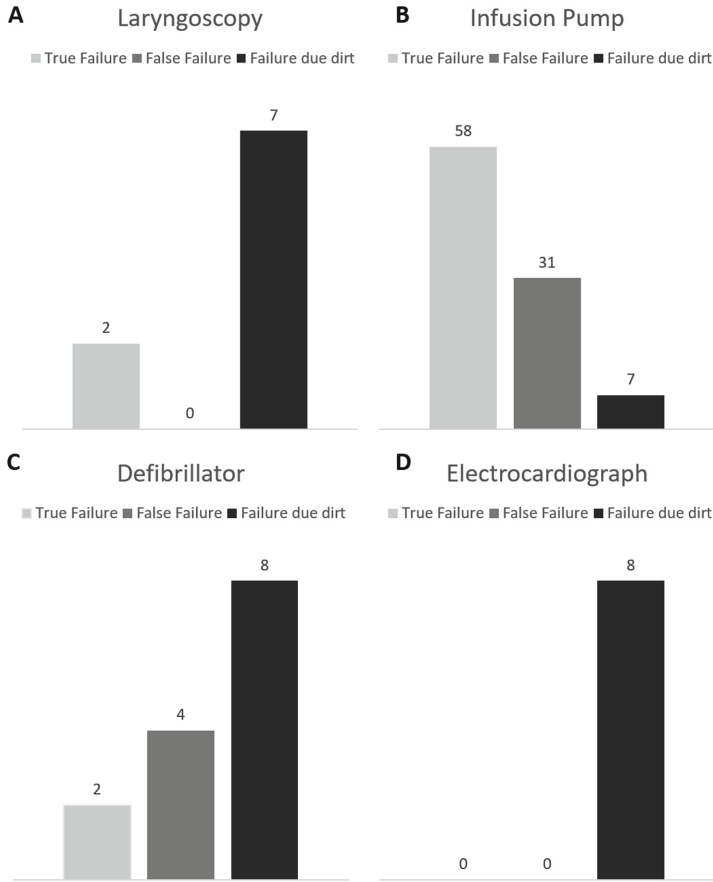 A
Laryngoscopy
True Failure False Failure Failure due dirt
7
2
0
B
Infusion Pump
True Failure False Failure Failure due dirt
58
31
7
C
Defibrillator
True Failure False Failure Failure due dirt
8
4
2
D
Electrocardiograph
True Failure False Failure Failure due dirt
8
0
0